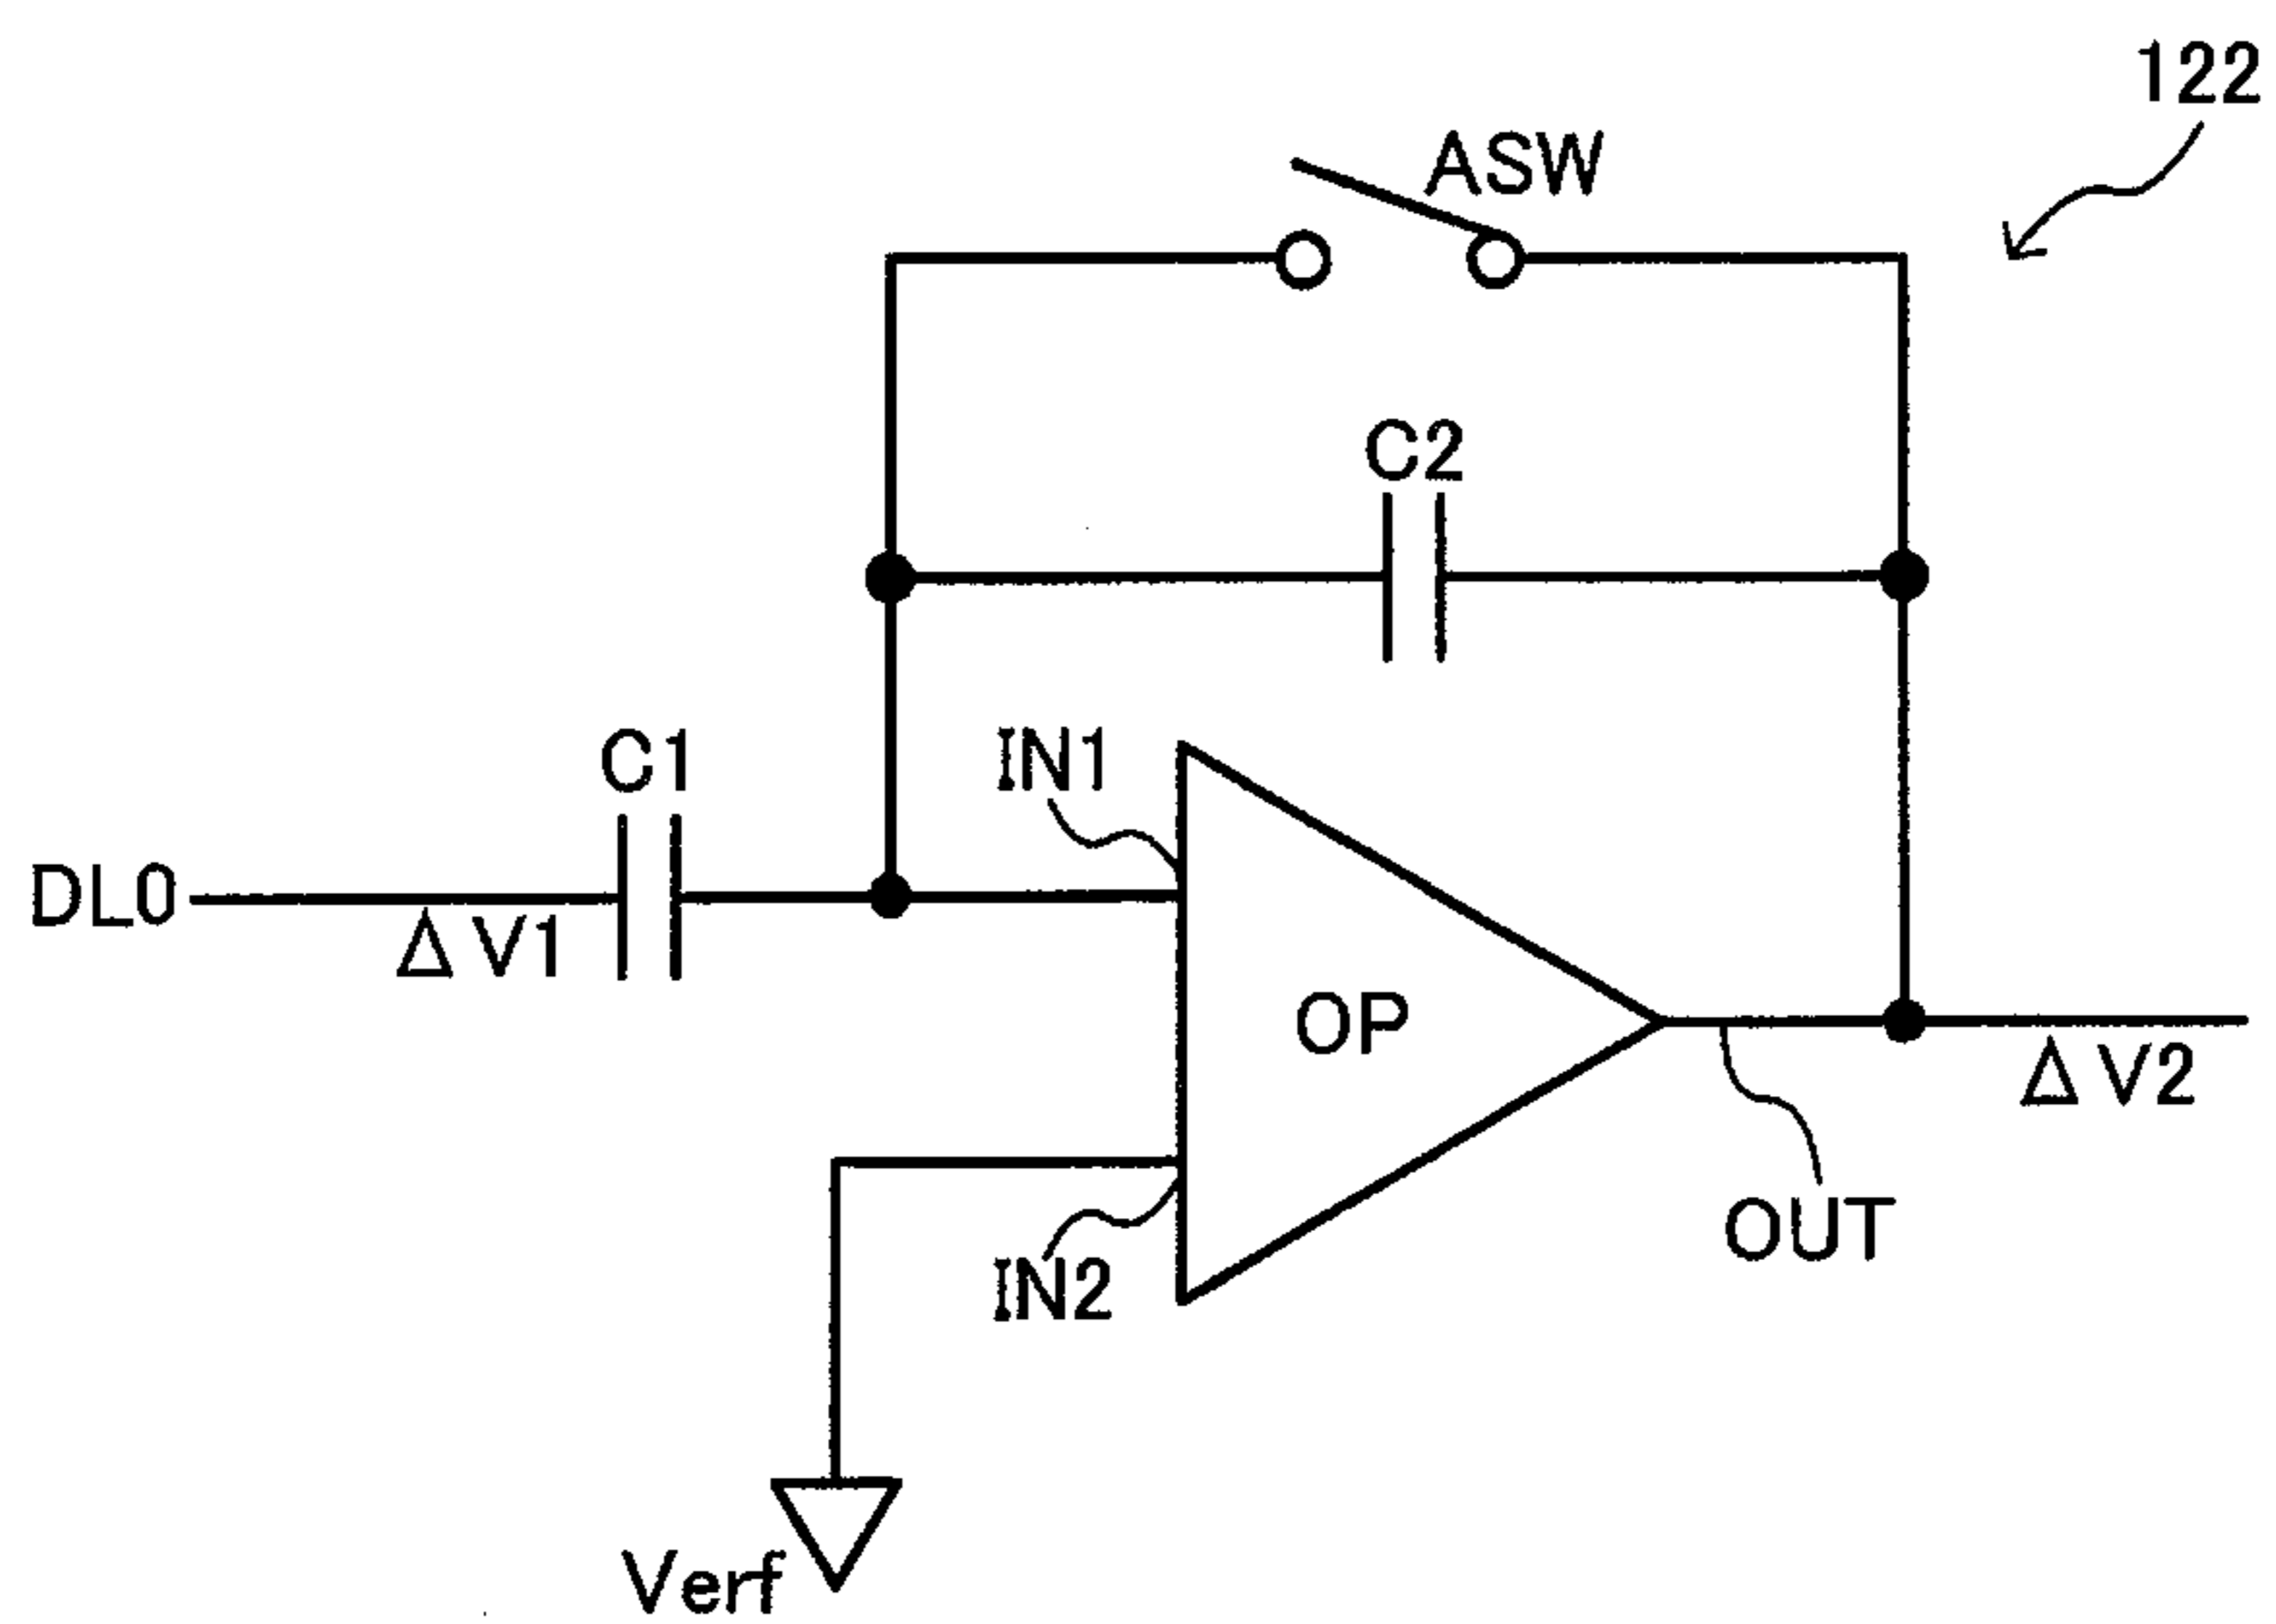 122
ASW
C2
C1
IN1
DL0
ΔV1
OP
ΔV2
OUT
IN2
Verf